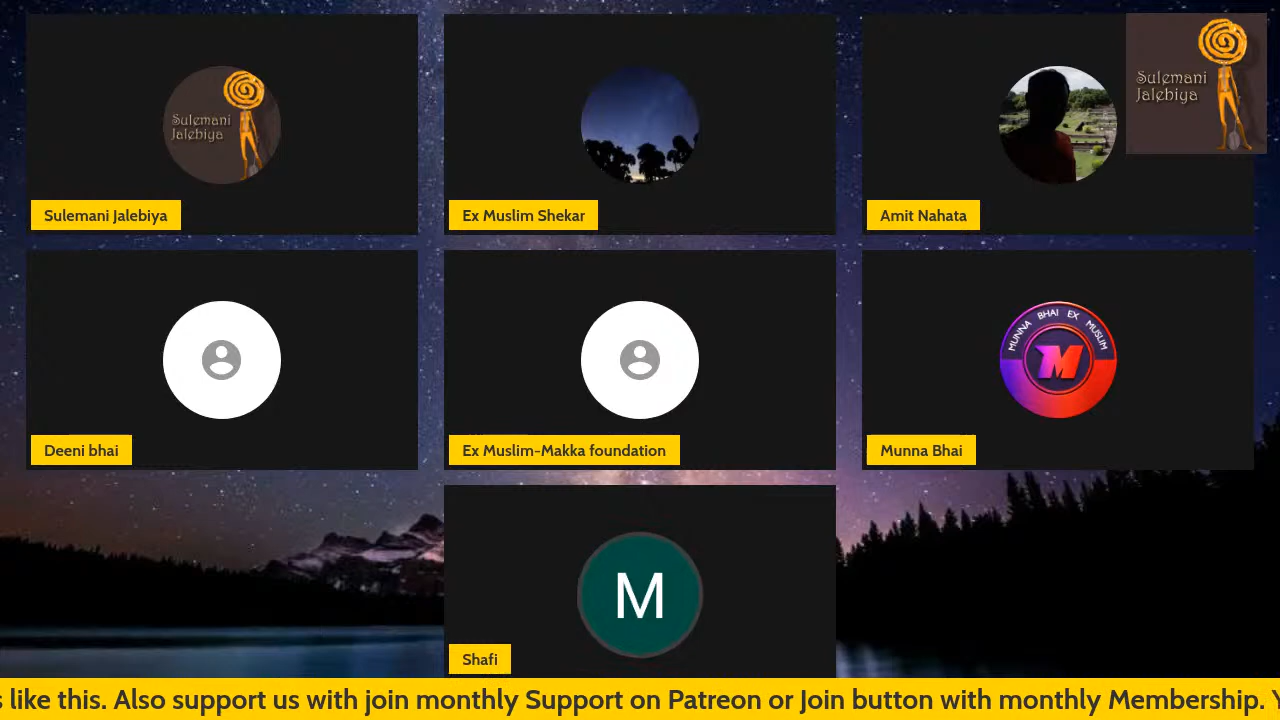 Sulemani
Jalebiya
Sulemani
Jalebiya
Sulemani Jalebiya
Ex Muslim Shekar
Amit Nahata
MUNNA BHAI EX MUSLIM
M
Deeni bhai
Ex Muslim-Makka foundation
Munna Bhai
M
Shafi
s like this. Also support us with join monthly Support on Patreon or Join button with monthly Membership. Y